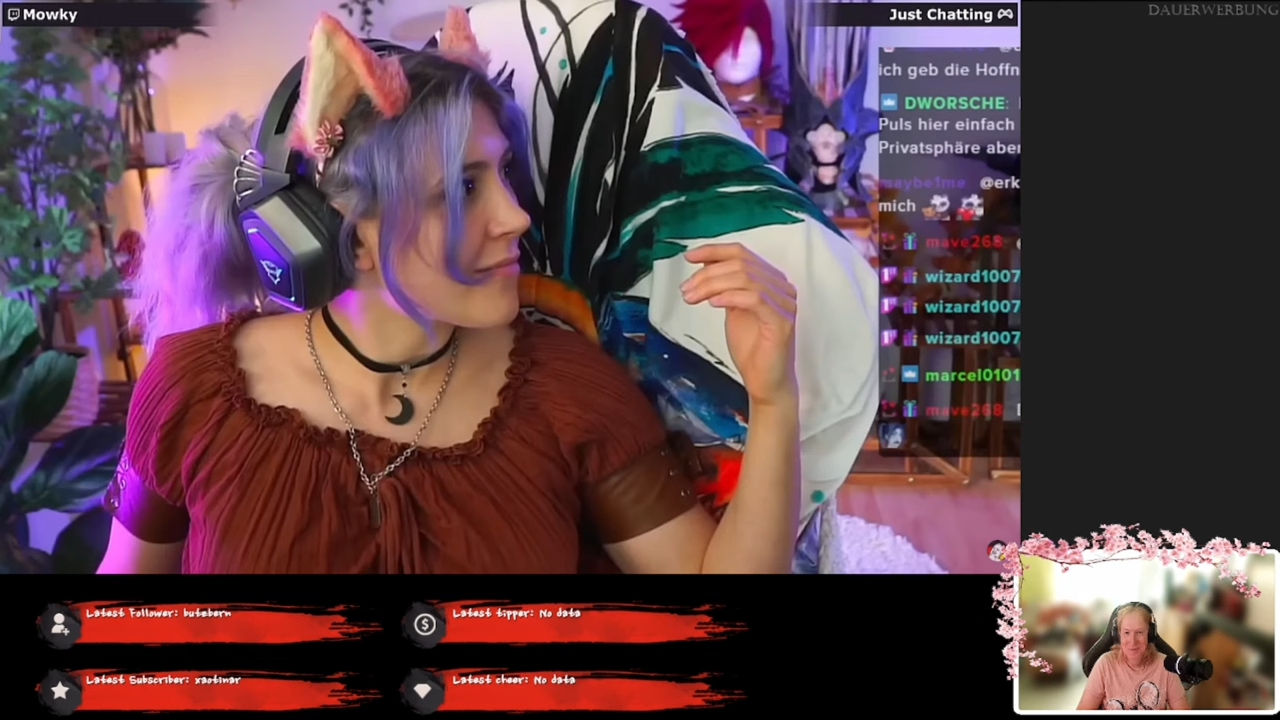 Mowky
Just Chatting
DAUERWERBUNG
ich geb die Hoffn
DWORSCHE:
Puls hier einfach
Privatsphäre aber
maybe1me @erk
mich
mave268
wizard1007
wizard1007
wizard1007
marcel0101
mave268
Latest Follower: butebern
Latest tipper: No data
Latest Subscriber: xaotinar
Latest cheer: No data